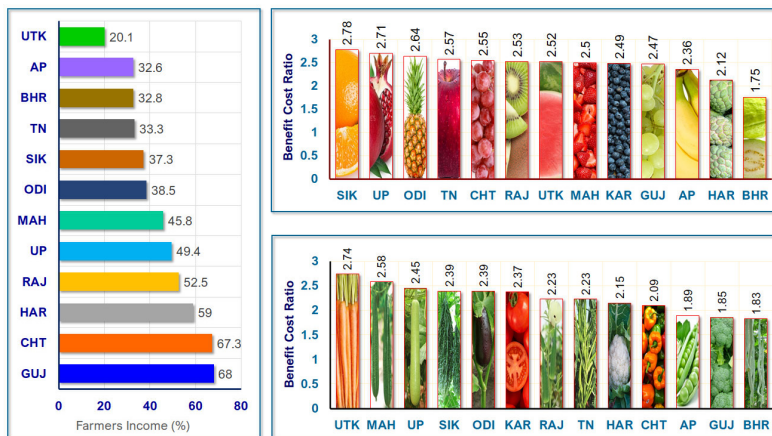 UTK 20.1
AP 32.6
BHR 32.8
TN 33.3
SIK 37.3
ODI 38.5
MAH 45.8
UP 49.4
RAJ 52.5
HAR 59
CHT 67.3
GUJ 68
0 20 40 60 80
Farmers Income (%)
Benefit Cost Ratio
3
2.5
2
1.5
1
0.5
0
2.78 2.71 2.64 2.57 2.55 2.53 2.52 2.5 2.49 2.47 2.36 2.12 1.75
SIK UP ODI TN CHT RAJ UTK MAH KAR GUJ AP HAR BHR
Benefit Cost Ratio
3
2.5
2
1.5
1
0.5
0
2.74 2.58 2.45 2.39 2.39 2.37 2.23 2.23 2.15 2.09 1.89 1.85 1.83
UTK MAH UP SIK ODI KAR RAJ TN HAR CHT AP GUJ BHR